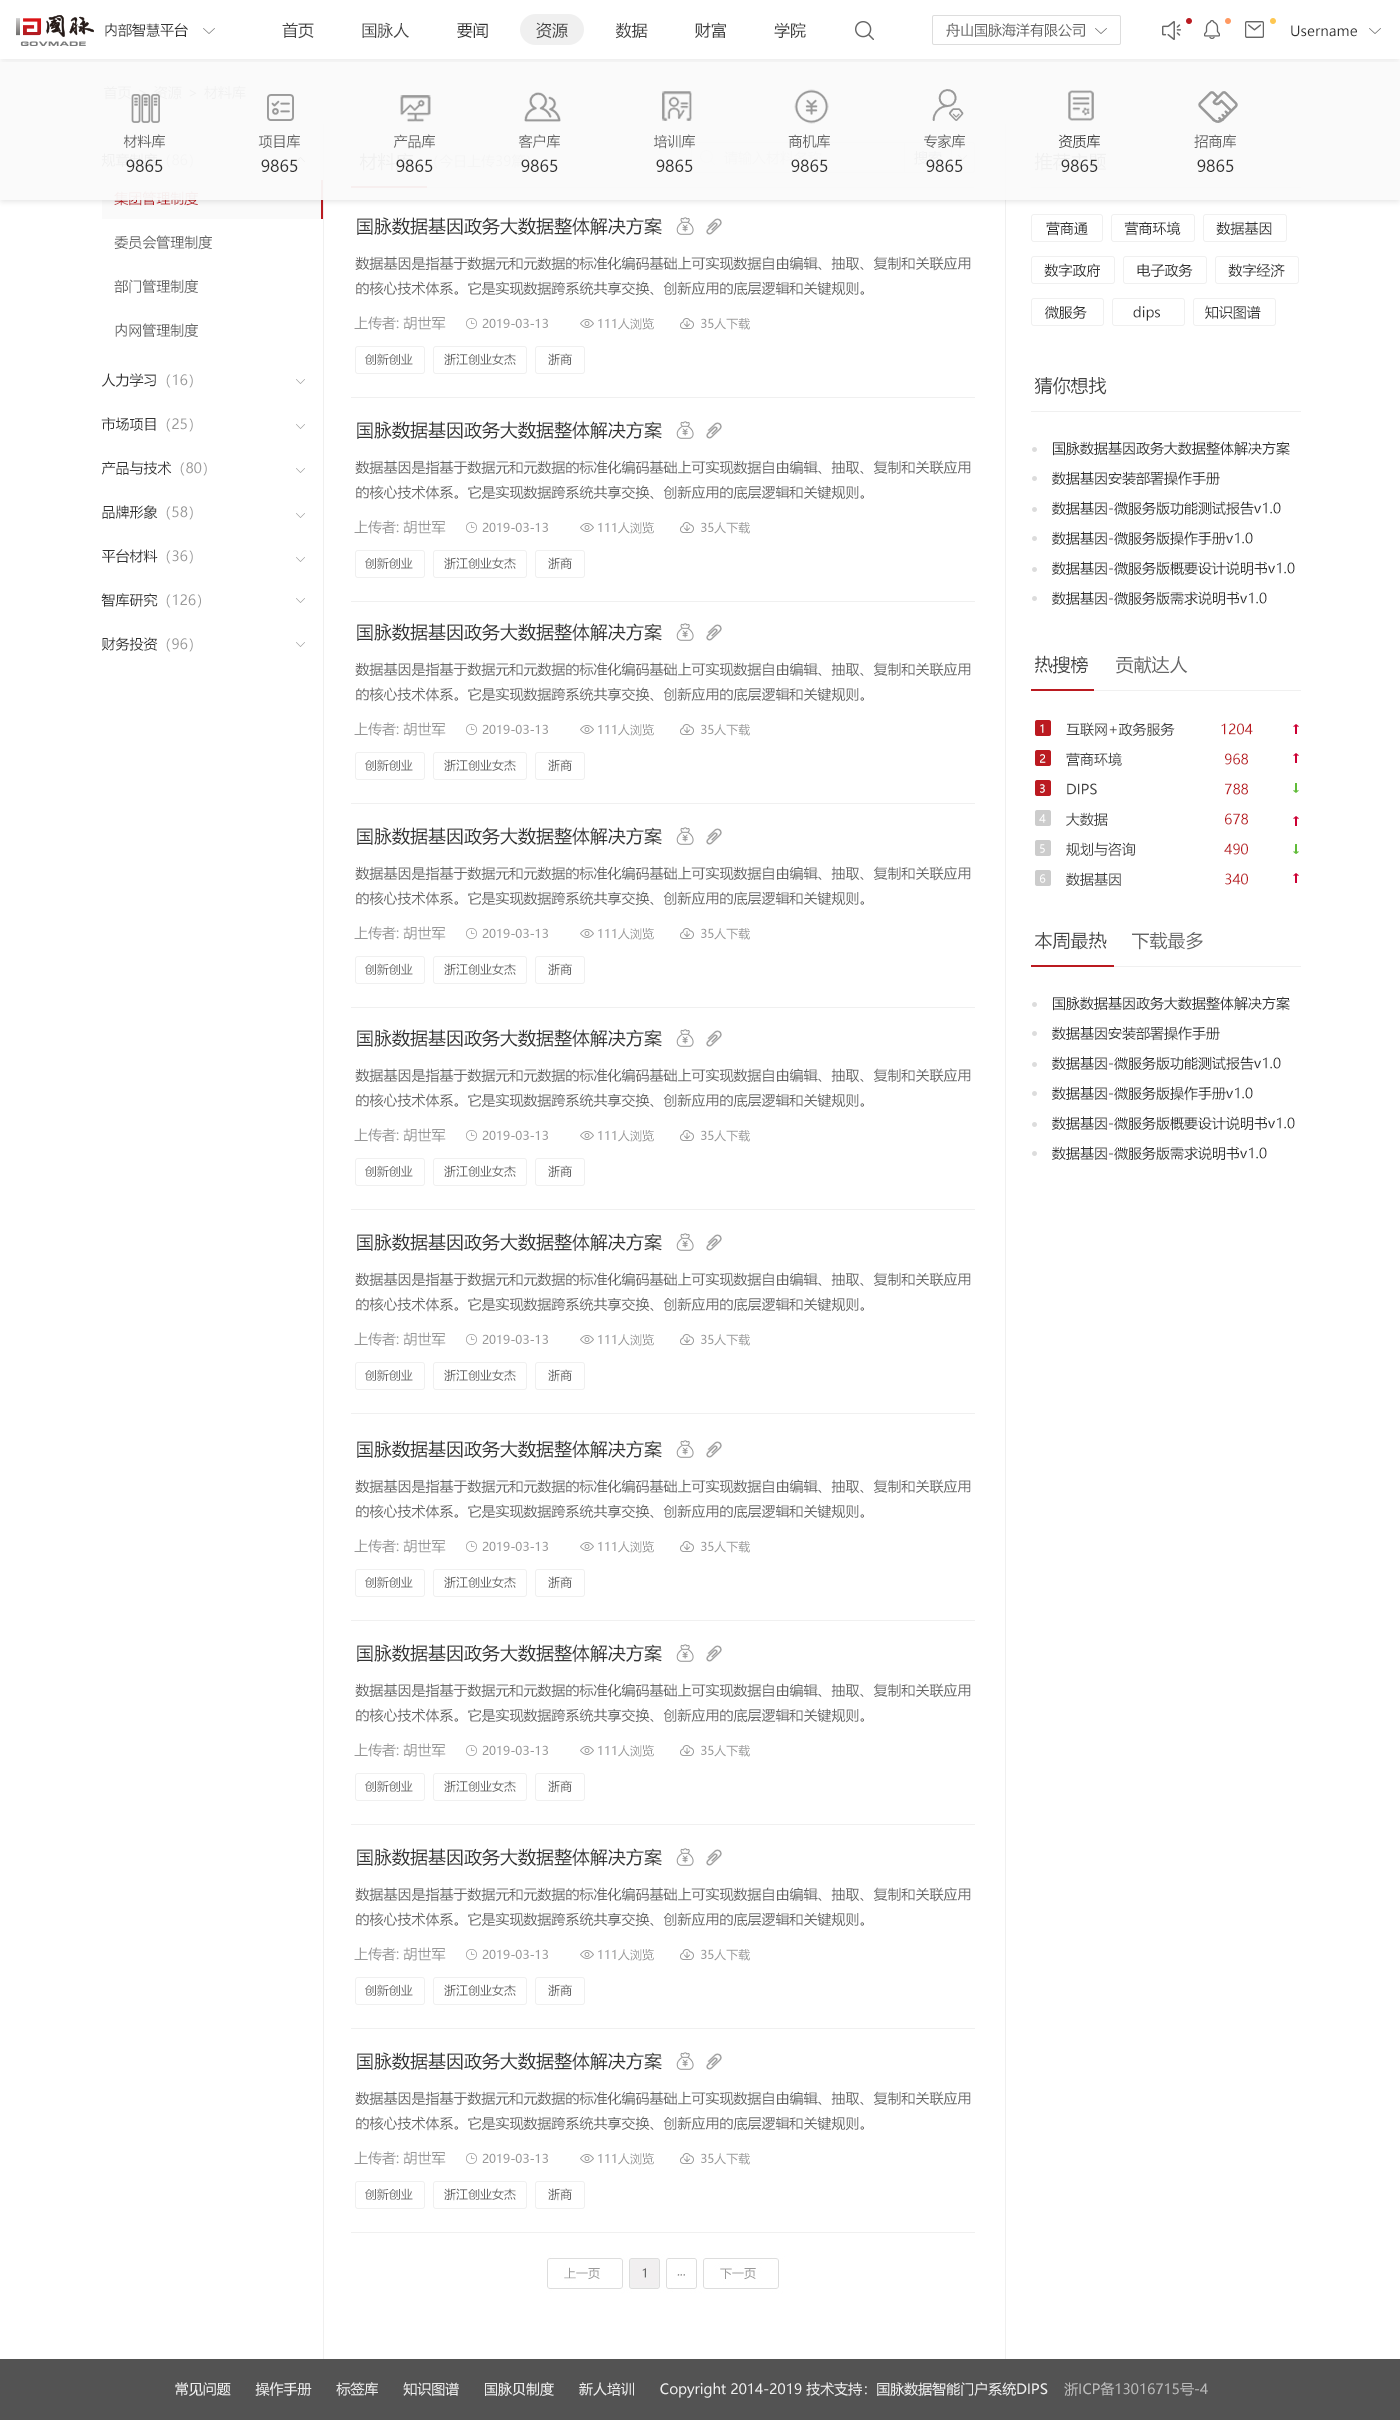 国脉 GOVMADE 内部智慧平台 首页 国脉人 要闻 资源 数据 财富 学院 舟山国脉海洋有限公司 Username
首页 > 资源 > 材料库
材料库 项目库 产品库 客户库 培训库 商机库 专家库 资质库 招商库
9865 9865 9865 9865 9865 9865 9865 9865 9865
集团管理制度
委员会管理制度
部门管理制度
内网管理制度
人力学习（16）
市场项目（25）
产品与技术（80）
品牌形象（58）
平台材料（36）
智库研究（126）
财务投资（96）
国脉数据基因政务大数据整体解决方案
数据基因是指基于数据元和元数据的标准化编码基础上可实现数据自由编辑、抽取、复制和关联应用
的核心技术体系。它是实现数据跨系统共享交换、创新应用的底层逻辑和关键规则。
上传者: 胡世军 2019-03-13 111人浏览 35人下载
创新创业 浙江创业女杰 浙商
国脉数据基因政务大数据整体解决方案
数据基因是指基于数据元和元数据的标准化编码基础上可实现数据自由编辑、抽取、复制和关联应用
的核心技术体系。它是实现数据跨系统共享交换、创新应用的底层逻辑和关键规则。
上传者: 胡世军 2019-03-13 111人浏览 35人下载
创新创业 浙江创业女杰 浙商
国脉数据基因政务大数据整体解决方案
数据基因是指基于数据元和元数据的标准化编码基础上可实现数据自由编辑、抽取、复制和关联应用
的核心技术体系。它是实现数据跨系统共享交换、创新应用的底层逻辑和关键规则。
上传者: 胡世军 2019-03-13 111人浏览 35人下载
创新创业 浙江创业女杰 浙商
国脉数据基因政务大数据整体解决方案
数据基因是指基于数据元和元数据的标准化编码基础上可实现数据自由编辑、抽取、复制和关联应用
的核心技术体系。它是实现数据跨系统共享交换、创新应用的底层逻辑和关键规则。
上传者: 胡世军 2019-03-13 111人浏览 35人下载
创新创业 浙江创业女杰 浙商
国脉数据基因政务大数据整体解决方案
数据基因是指基于数据元和元数据的标准化编码基础上可实现数据自由编辑、抽取、复制和关联应用
的核心技术体系。它是实现数据跨系统共享交换、创新应用的底层逻辑和关键规则。
上传者: 胡世军 2019-03-13 111人浏览 35人下载
创新创业 浙江创业女杰 浙商
国脉数据基因政务大数据整体解决方案
数据基因是指基于数据元和元数据的标准化编码基础上可实现数据自由编辑、抽取、复制和关联应用
的核心技术体系。它是实现数据跨系统共享交换、创新应用的底层逻辑和关键规则。
上传者: 胡世军 2019-03-13 111人浏览 35人下载
创新创业 浙江创业女杰 浙商
国脉数据基因政务大数据整体解决方案
数据基因是指基于数据元和元数据的标准化编码基础上可实现数据自由编辑、抽取、复制和关联应用
的核心技术体系。它是实现数据跨系统共享交换、创新应用的底层逻辑和关键规则。
上传者: 胡世军 2019-03-13 111人浏览 35人下载
创新创业 浙江创业女杰 浙商
国脉数据基因政务大数据整体解决方案
数据基因是指基于数据元和元数据的标准化编码基础上可实现数据自由编辑、抽取、复制和关联应用
的核心技术体系。它是实现数据跨系统共享交换、创新应用的底层逻辑和关键规则。
上传者: 胡世军 2019-03-13 111人浏览 35人下载
创新创业 浙江创业女杰 浙商
国脉数据基因政务大数据整体解决方案
数据基因是指基于数据元和元数据的标准化编码基础上可实现数据自由编辑、抽取、复制和关联应用
的核心技术体系。它是实现数据跨系统共享交换、创新应用的底层逻辑和关键规则。
上传者: 胡世军 2019-03-13 111人浏览 35人下载
创新创业 浙江创业女杰 浙商
国脉数据基因政务大数据整体解决方案
数据基因是指基于数据元和元数据的标准化编码基础上可实现数据自由编辑、抽取、复制和关联应用
的核心技术体系。它是实现数据跨系统共享交换、创新应用的底层逻辑和关键规则。
上传者: 胡世军 2019-03-13 111人浏览 35人下载
创新创业 浙江创业女杰 浙商
上一页 1 ... 下一页
营商通 营商环境 数据基因
数字政府 电子政务 数字经济
微服务 dips 知识图谱
猜你想找
国脉数据基因政务大数据整体解决方案
数据基因安装部署操作手册
数据基因-微服务版功能测试报告v1.0
数据基因-微服务版操作手册v1.0
数据基因-微服务版概要设计说明书v1.0
数据基因-微服务版需求说明书v1.0
热搜榜 贡献达人
1 互联网+政务服务 1204
2 营商环境 968
3 DIPS 788
4 大数据 678
5 规划与咨询 490
6 数据基因 340
本周最热 下载最多
国脉数据基因政务大数据整体解决方案
数据基因安装部署操作手册
数据基因-微服务版功能测试报告v1.0
数据基因-微服务版操作手册v1.0
数据基因-微服务版概要设计说明书v1.0
数据基因-微服务版需求说明书v1.0
常见问题 操作手册 标签库 知识图谱 国脉贝制度 新人培训 Copyright 2014-2019 技术支持：国脉数据智能门户系统DIPS 浙ICP备13016715号-4